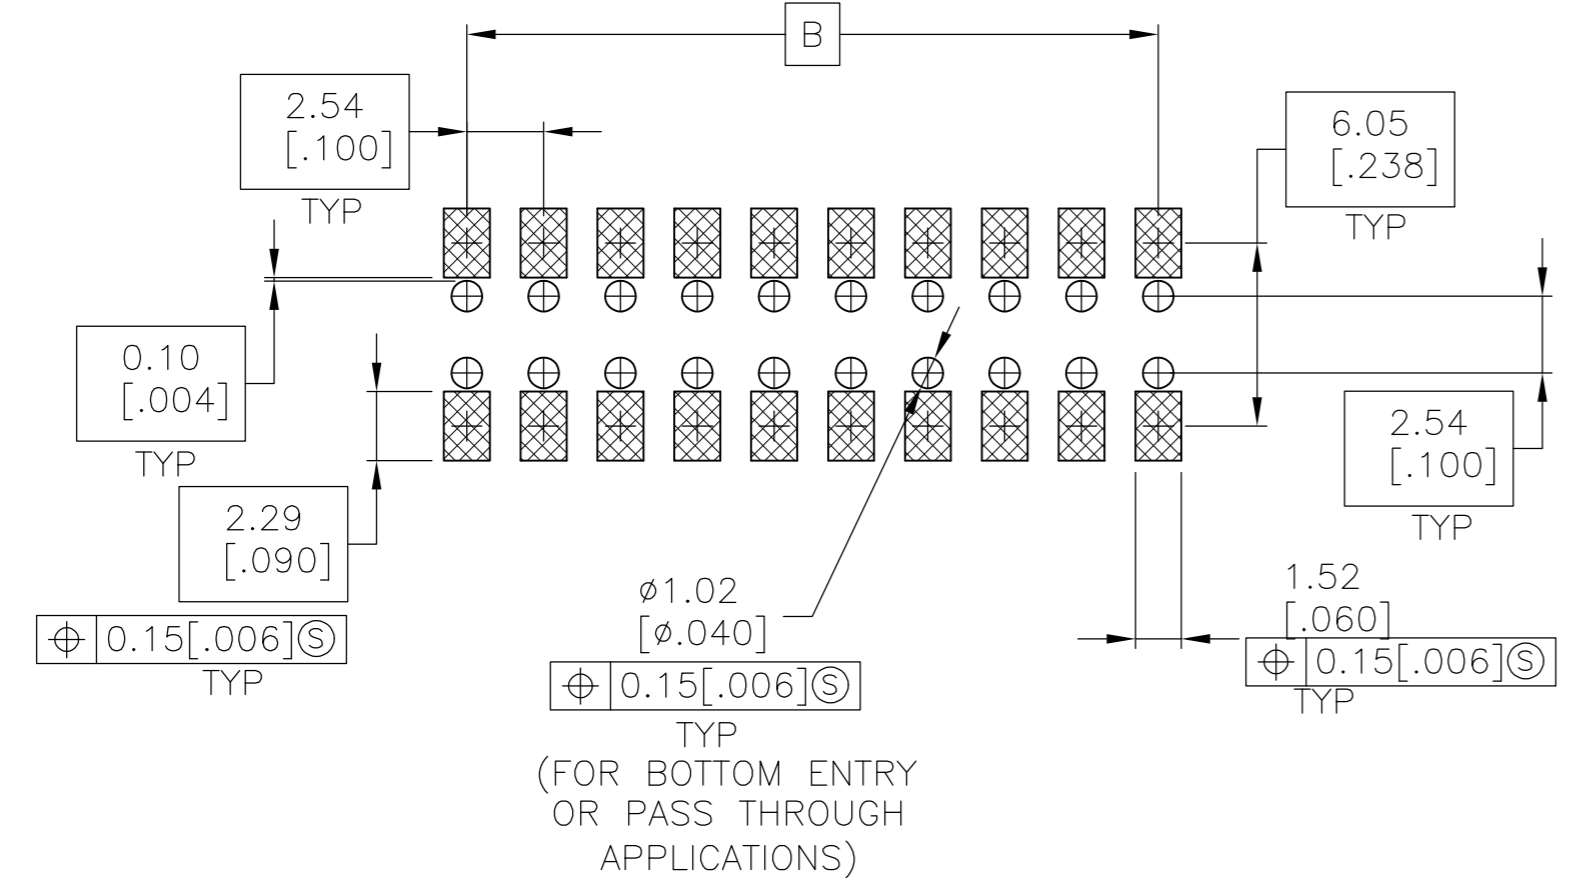 B
2.54
[.100]
TYP
6.05
[.238]
TYP
0.10
[.004]
TYP
2.54
[.100]
TYP
2.29
[.090]
⌖ 0.15[.006]Ⓢ
TYP
⌀1.02
[⌀.040]
⌖ 0.15[.006]Ⓢ
TYP
(FOR BOTTOM ENTRY
OR PASS THROUGH
APPLICATIONS)
1.52
[.060]
⌖ 0.15[.006]Ⓢ
TYP